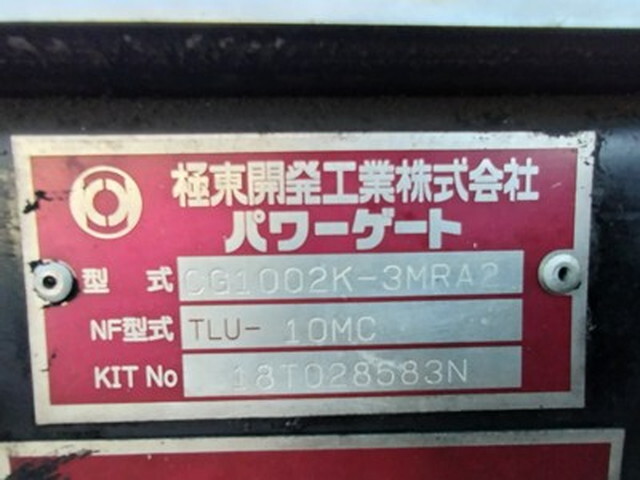 極東開発工業株式会社
パワーゲート
型 式 CG1002K-3MRA2
NF型式 TLU- 10MC
KIT No 18T028583N